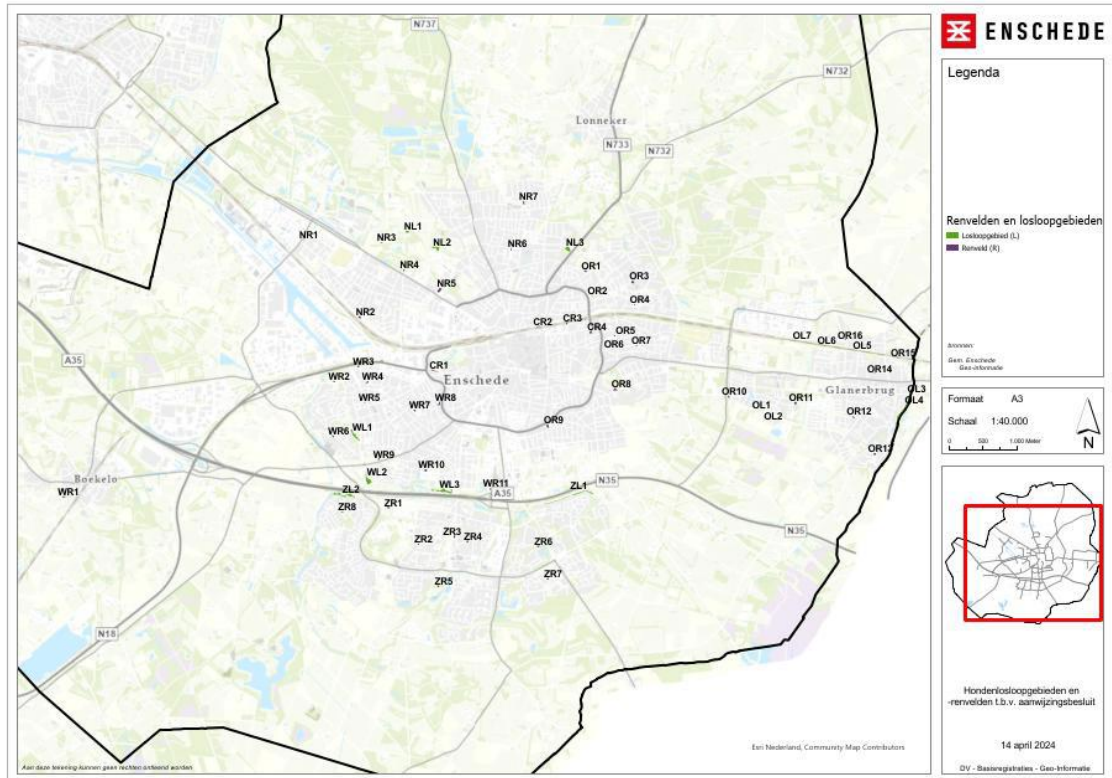 N737
N732
Lonneker
N733
N732
NR7
NR1
NR3
NL1
NL2
NR6
NL3
NR4
NR5
OR1
OR3
OR2
OR4
NR2
CR2
CR3
CR4
OR5
OR6
OR7
OL7
OL6
OR16
OL5
OR15
A35
WR3
WR2
WR4
CR1
Enschede
OR8
OR14
OR10
Glanerbrug
OL3
OL4
WR5
WR7
WR8
OL1
OR11
OL2
OR12
WR6
WL1
OR9
OR13
WR9
WR10
Boekelo
WR1
WL2
ZL2
WL3
WR11
A35
ZL1
N35
ZR8
ZR1
N35
ZR2
ZR3
ZR4
ZR6
ZR5
ZR7
N18
Esri Nederland, Community Map Contributors
Aan deze tekening kunnen geen rechten ontleend worden
ENSCHEDE
Legenda
Renvelden en losloopgebieden
Losloopgebied (L)
Renveld (R)
bronnen:
Gem. Enschede
Geo-informatie
Formaat A3
Schaal 1:40.000
0 500 1.000 Meter
N
Hondenlosloopgebieden en
-renvelden t.b.v. aanwijzingsbesluit
14 april 2024
DV - Basisregistraties - Geo-Informatie